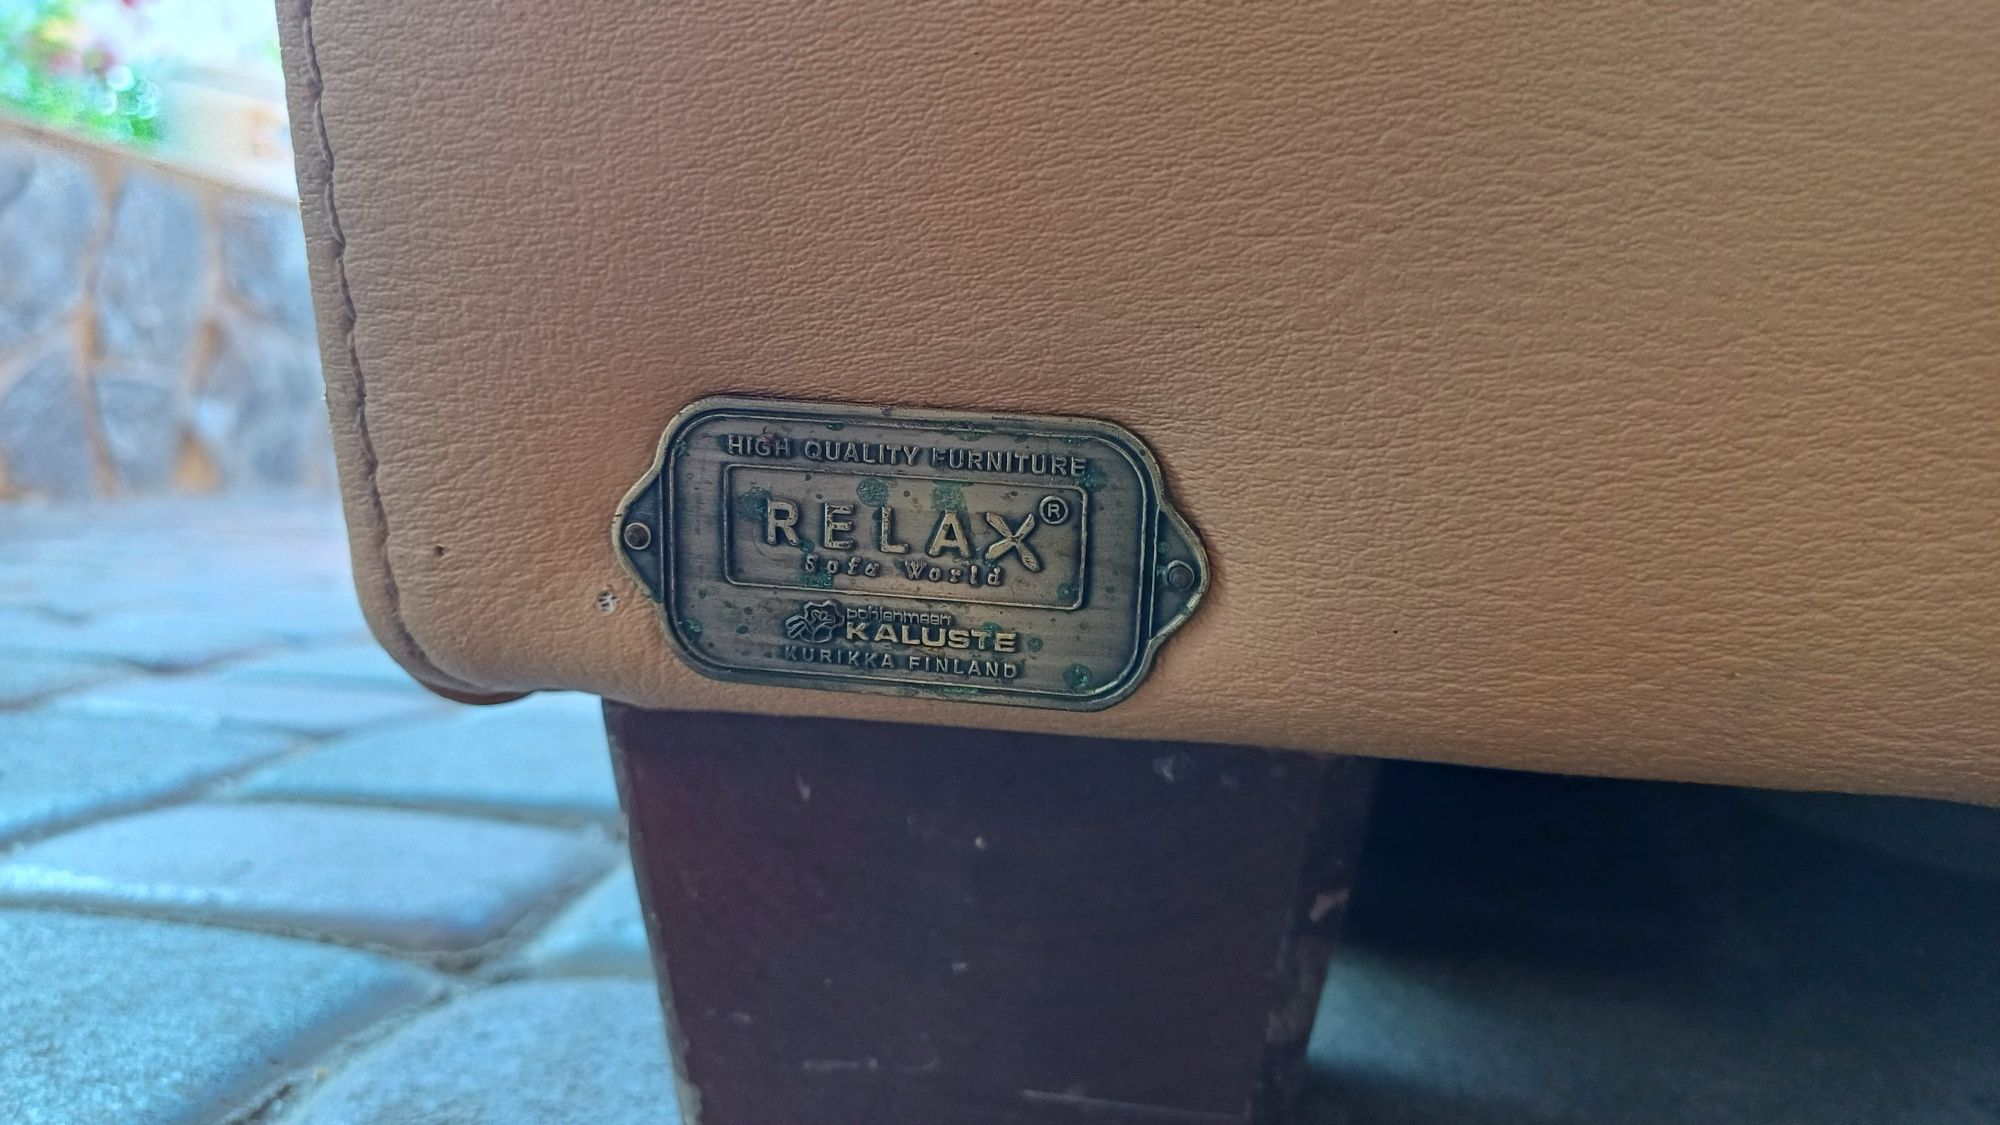 HIGH QUALITY FURNITURE
RELAX®
Sofa World
pohjanmaan
KALUSTE
KURIKKA FINLAND